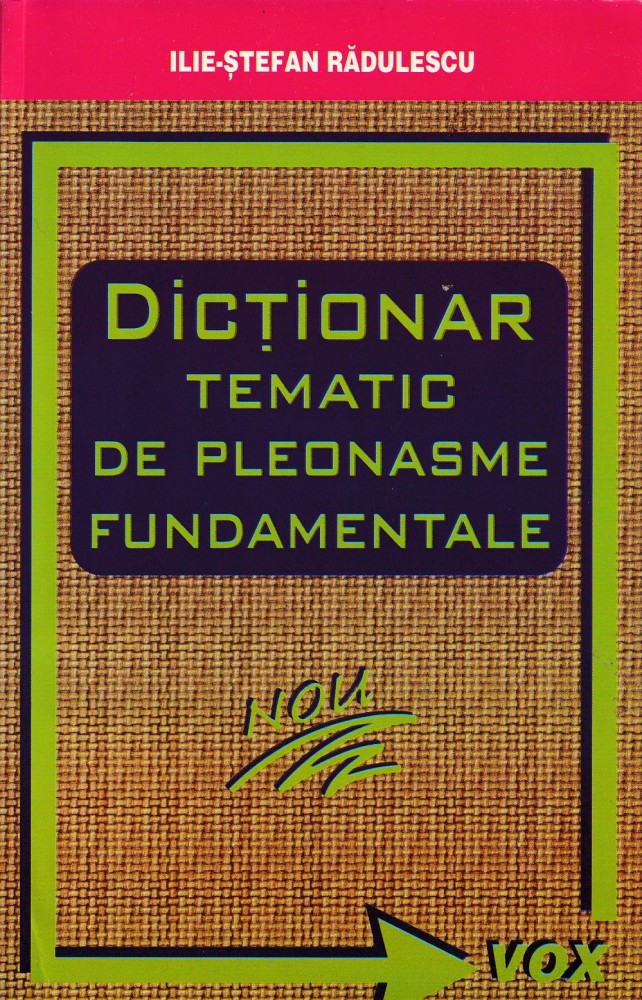 ILIE-ȘTEFAN RĂDULESCU
DICȚIONAR
TEMATIC
DE PLEONASME
FUNDAMENTALE
NOU
VOX